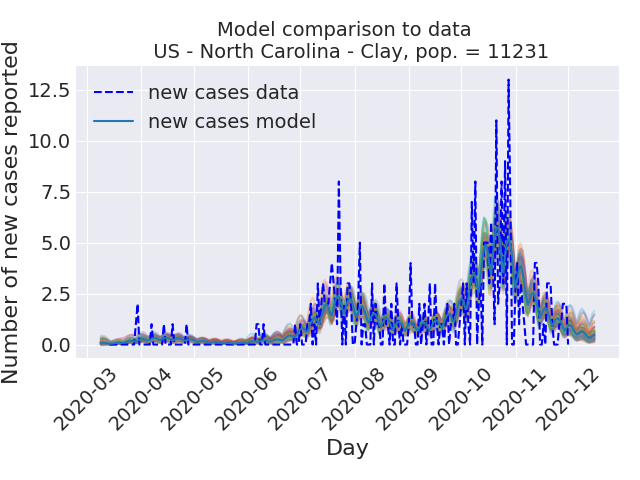 Model comparison to data
US - North Carolina - Clay, pop. = 11231
Number of new cases reported
12.5
10.0
7.5
5.0
2.5
0.0
new cases data
new cases model
2020-03
2020-04
2020-05
2020-06
2020-07
2020-08
2020-09
2020-10
2020-11
2020-12
Day